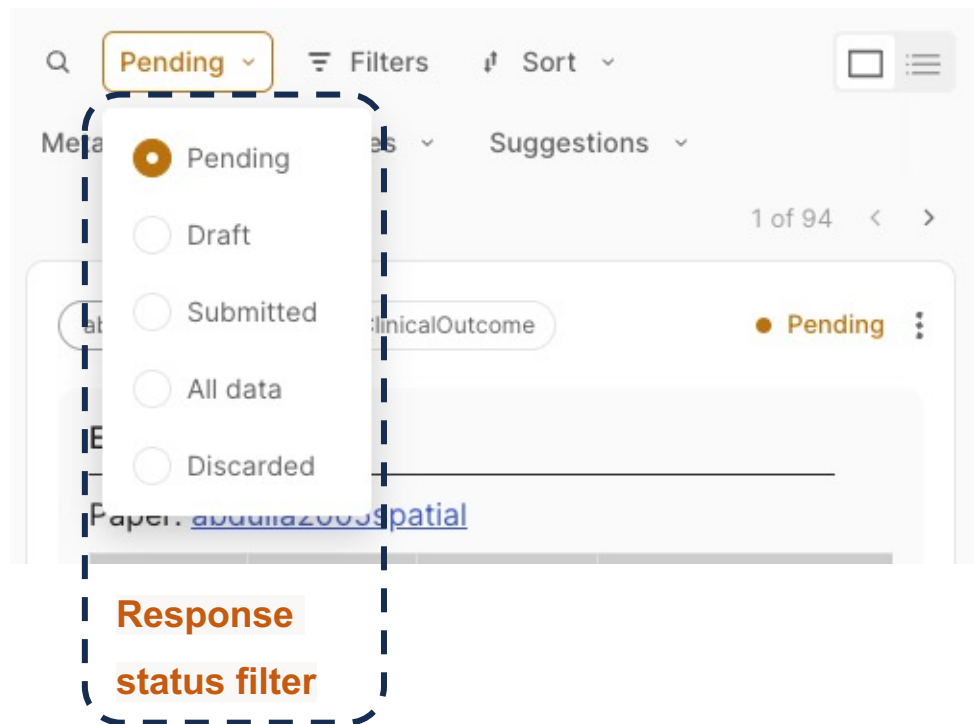 Pending Filters Sort
Suggestions
Pending
Draft
Submitted
All data
Discarded
1 of 94
ClinicalOutcome
Pending
Paper: abdulla2005spatial
Response
status filter